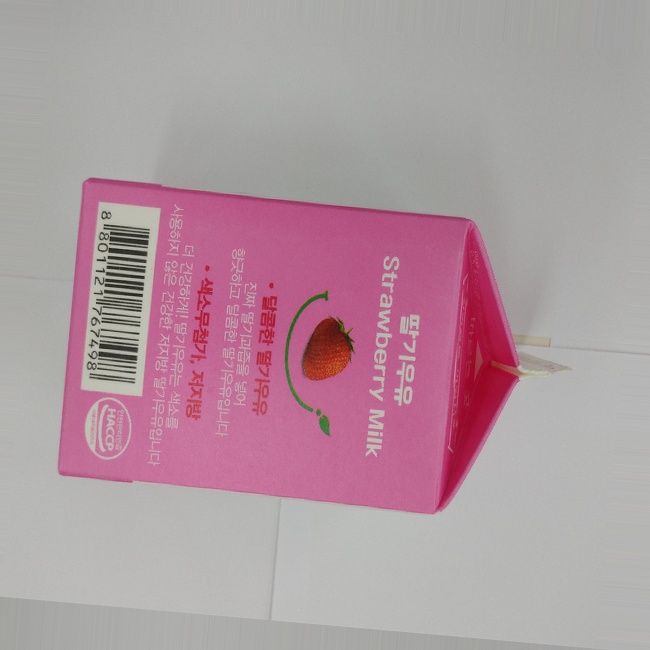 딸기우유
Strawberry Milk
• 달콤한 딸기우유
진짜 딸기과즙을 넣어
향긋하고 달콤한 딸기우유입니다
• 색소무첨가, 저지방
더 건강하게! 딸기우유는 색소를
사용하지 않은 건강한 저지방 딸기우유입니다
8 801121 767498
HACCP